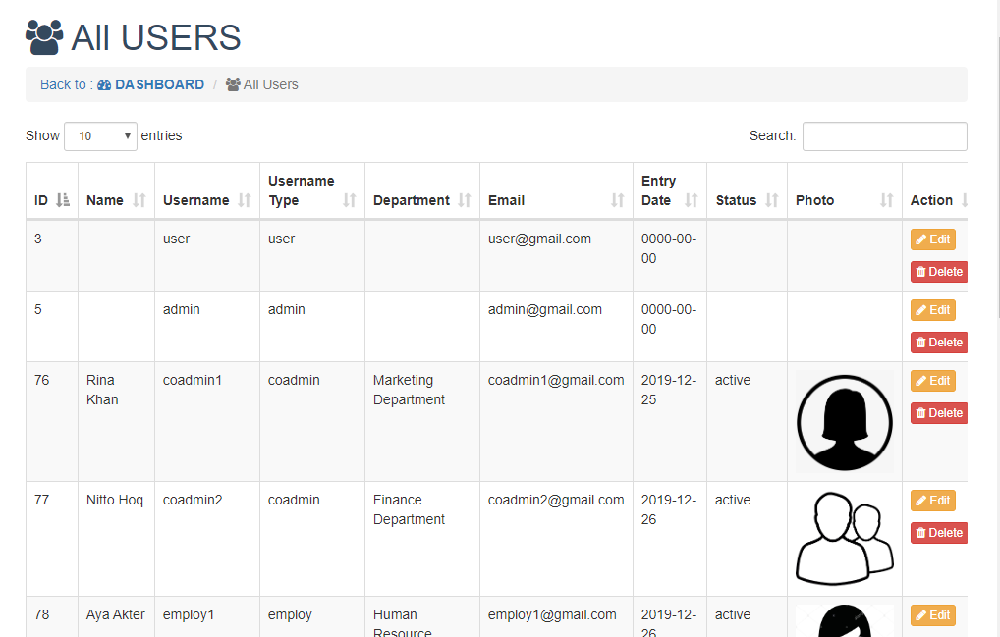 All USERS
Back to : DASHBOARD / All Users
Show 10 entries
Search:
ID Name Username Username Type Department Email Entry Date Status Photo Action
3 user user user@gmail.com 0000-00-00 Edit Delete
5 admin admin admin@gmail.com 0000-00-00 Edit Delete
76 Rina Khan coadmin1 coadmin Marketing Department coadmin1@gmail.com 2019-12-25 active Edit Delete
77 Nitto Hoq coadmin2 coadmin Finance Department coadmin2@gmail.com 2019-12-26 active Edit Delete
78 Aya Akter employ1 employ Human Resource employ1@gmail.com 2019-12-26 active Edit